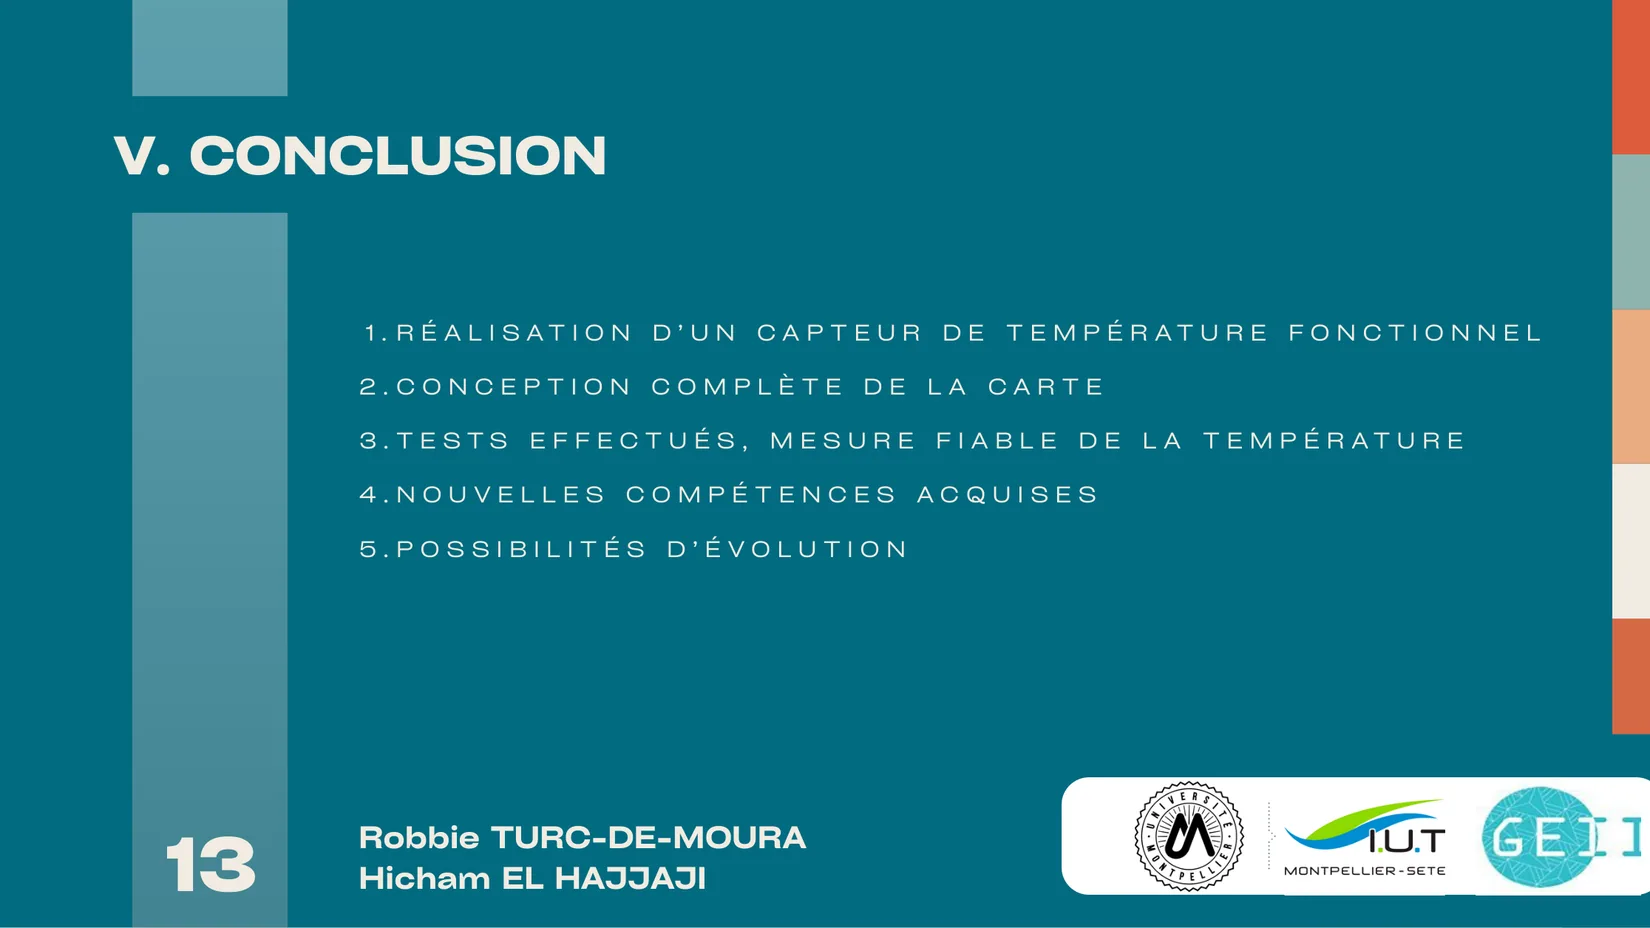 V. CONCLUSION
1. RÉALISATION D’UN CAPTEUR DE TEMPÉRATURE FONCTIONNEL
2. CONCEPTION COMPLÈTE DE LA CARTE
3. TESTS EFFECTUÉS, MESURE FIABLE DE LA TEMPÉRATURE
4. NOUVELLES COMPÉTENCES ACQUISES
5. POSSIBILITÉS D’ÉVOLUTION
13
Robbie TURC-DE-MOURA
Hicham EL HAJJAJI
UNIVERSITÉ
MONTPELLIER
I.U.T
MONTPELLIER-SETE
GEII